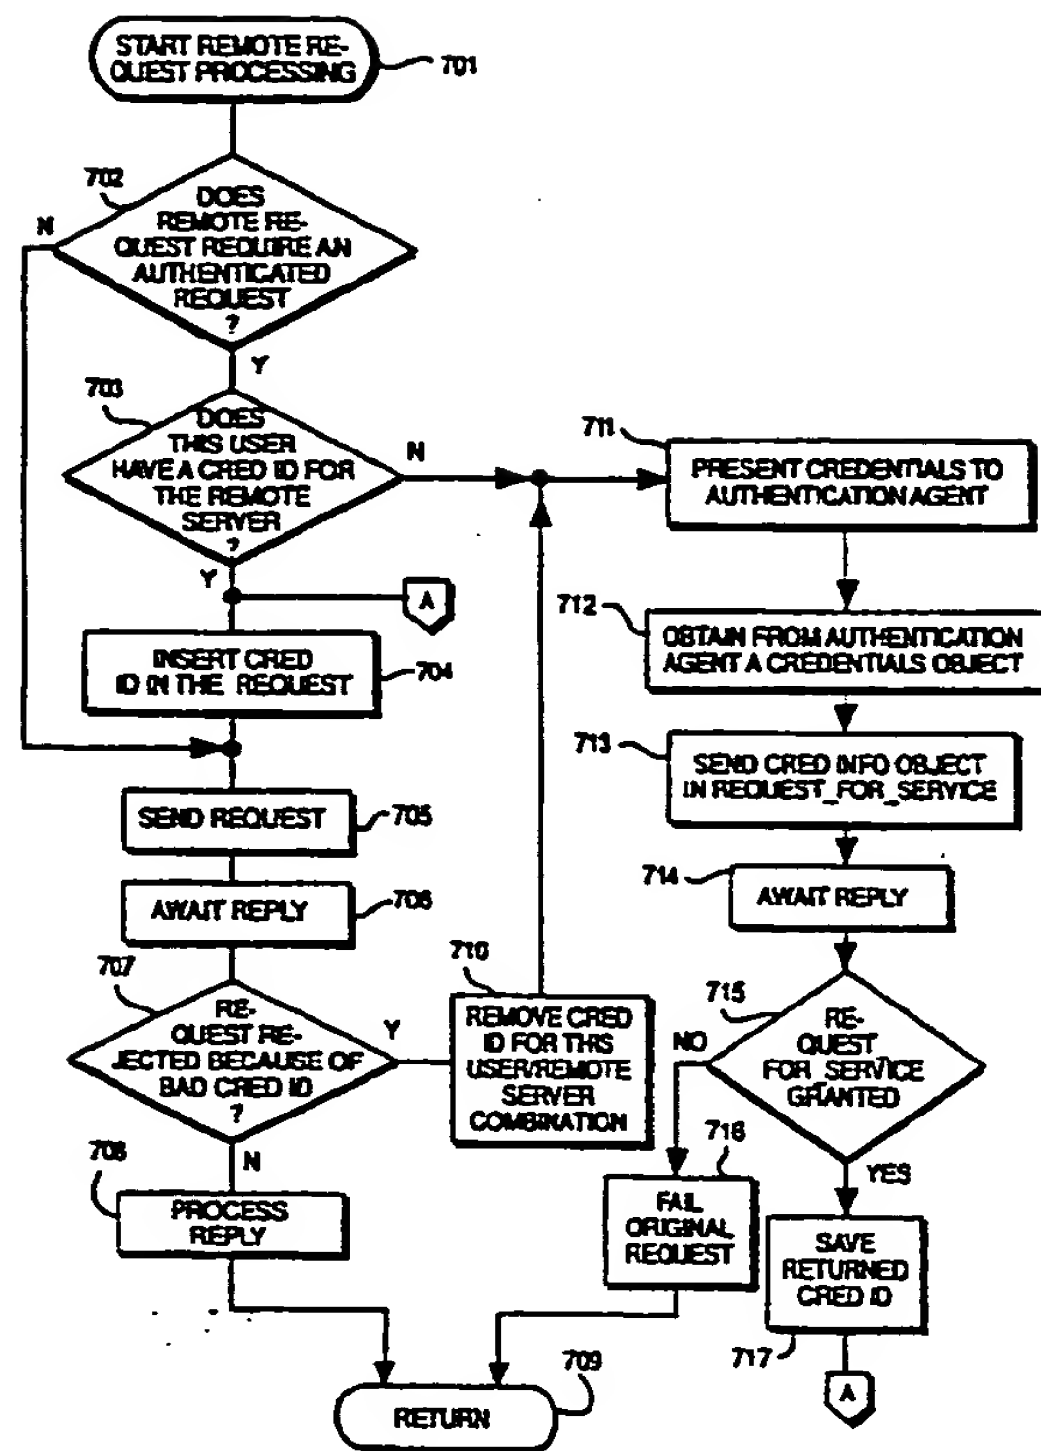 START REMOTE RE-
QUEST PROCESSING
701
702
DOES
REMOTE RE-
QUEST REQUIRE AN
AUTHENTICATED
REQUEST
?
N
Y
703
DOES
THIS USER
HAVE A CRED ID FOR
THE REMOTE
SERVER
?
N
Y
A
INSERT CRED
ID IN THE REQUEST
704
SEND REQUEST
705
AWAIT REPLY
706
707
RE-
QUEST RE-
JECTED BECAUSE OF
BAD CRED ID
?
Y
N
708
PROCESS
REPLY
710
REMOVE CRED
ID FOR THIS
USER/REMOTE
SERVER
COMBINATION
711
PRESENT CREDENTIALS TO
AUTHENTICATION AGENT
712
OBTAIN FROM AUTHENTICATION
AGENT A CREDENTIALS OBJECT
713
SEND CRED INFO OBJECT
IN REQUEST_FOR_SERVICE
714
AWAIT REPLY
715
RE-
QUEST
FOR_SERVICE
GRANTED
NO
YES
716
FAIL
ORIGINAL
REQUEST
SAVE
RETURNED
CRED ID
717
A
709
RETURN